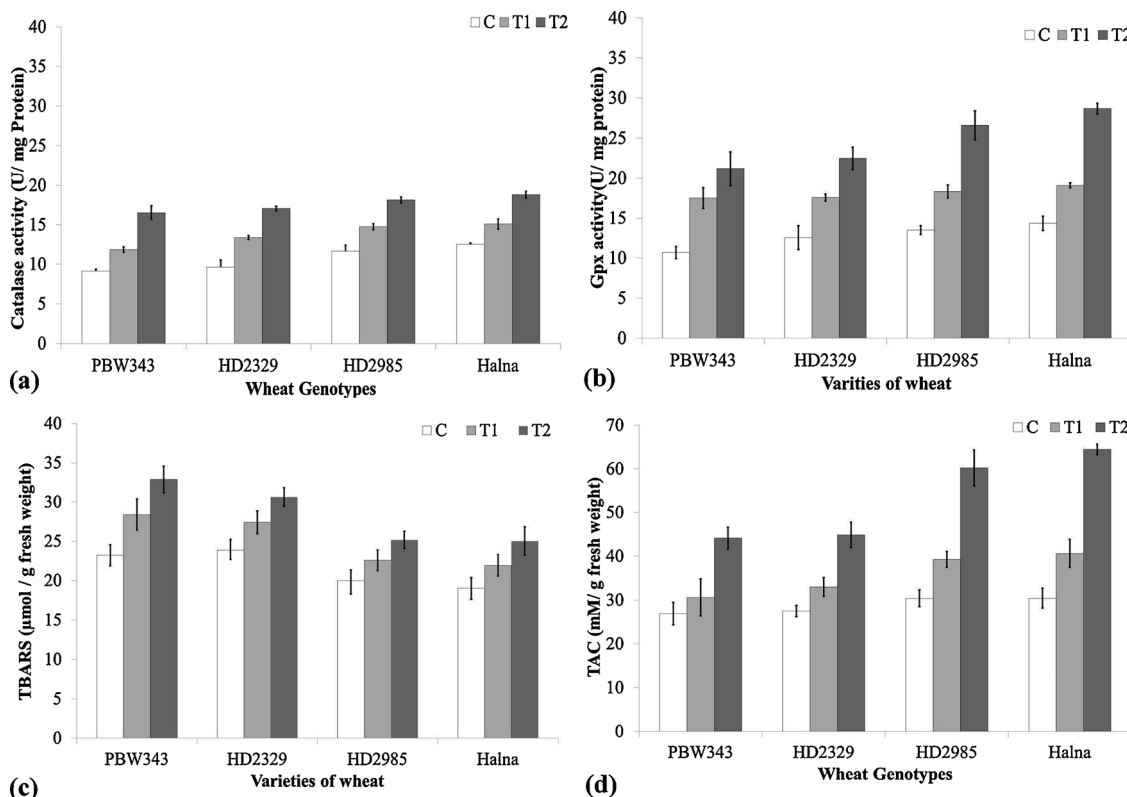 C T1 T2
40
35
30
25
20
15
10
5
0
Catalase activity (U/ mg Protein)
PBW343 HD2329 HD2985 Halna
Wheat Genotypes
(a)
C T1 T2
40
35
30
25
20
15
10
5
0
Gpx activity(U/ mg protein)
PBW343 HD2329 HD2985 Halna
Varities of wheat
(b)
C T1 T2
40
35
30
25
20
15
10
5
0
TBARS (µmol / g fresh weight)
PBW343 HD2329 HD2985 Halna
Varieties of wheat
(c)
C T1 T2
70
60
50
40
30
20
10
0
TAC (mM/ g fresh weight)
PBW343 HD2329 HD2985 Halna
Wheat Genotypes
(d)